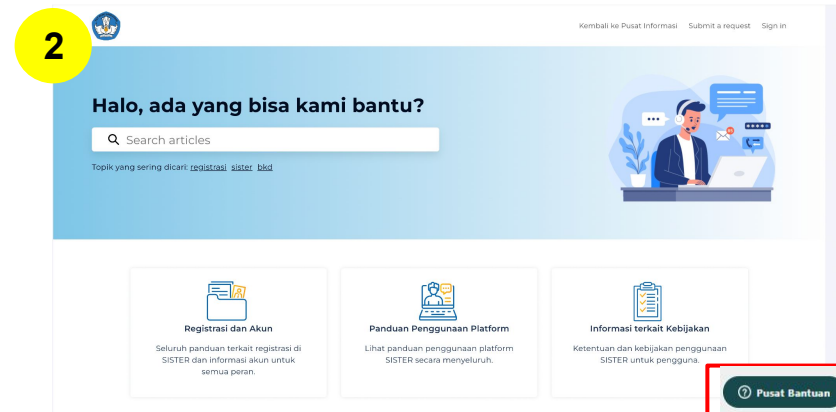 2
Kembali ke Pusat Informasi Submit a request Sign in
Halo, ada yang bisa kami bantu?
Search articles
Topik yang sering dicari: registrasi sister bkd
Registrasi dan Akun
Seluruh panduan terkait registrasi di
SISTER dan informasi akun untuk
semua peran.
Panduan Penggunaan Platform
Lihat panduan penggunaan platform
SISTER secara menyeluruh.
Informasi terkait Kebijakan
Ketentuan dan kebijakan penggunaan
SISTER untuk pengguna.
Pusat Bantuan